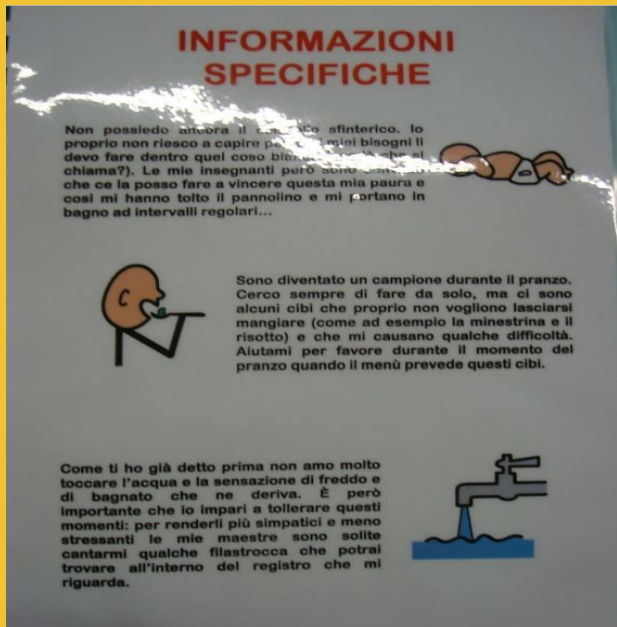 INFORMAZIONI
SPECIFICHE
Non possiedo ancora il sfinterico. Io
proprio non riesco a capire miei bisogni li
devo fare dentro quel coso
chiama?). Le mie insegnanti però sono
che ce la posso fare a vincere questa mia paura e
così mi hanno tolto il pannolino e mi portano in
bagno ad intervalli regolari...
Sono diventato un campione durante il pranzo.
Cerco sempre di fare da solo, ma ci sono
alcuni cibi che proprio non vogliono lasciarsi
mangiare (come ad esempio la minestrina e il
risotto) e che mi causano qualche difficoltà.
Aiutami per favore durante il momento del
pranzo quando il menù prevede questi cibi.
Come ti ho già detto prima non amo molto
toccare l'acqua e la sensazione di freddo e
di bagnato che ne deriva. È però
importante che io impari a tollerare questi
momenti: per renderli più simpatici e meno
stressanti le mie maestre sono solite
cantarmi qualche filastrocca che potrai
trovare all'interno del registro che mi
riguarda.